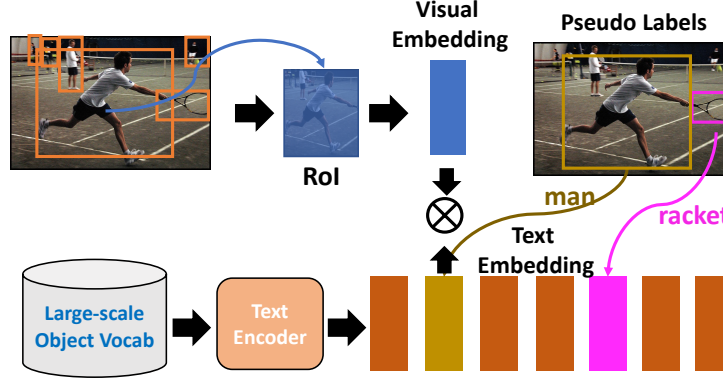 Visual
Embedding
Pseudo Labels
RoI
man
racket
Text
Embedding
Large-scale
Object Vocab
Text
Encoder